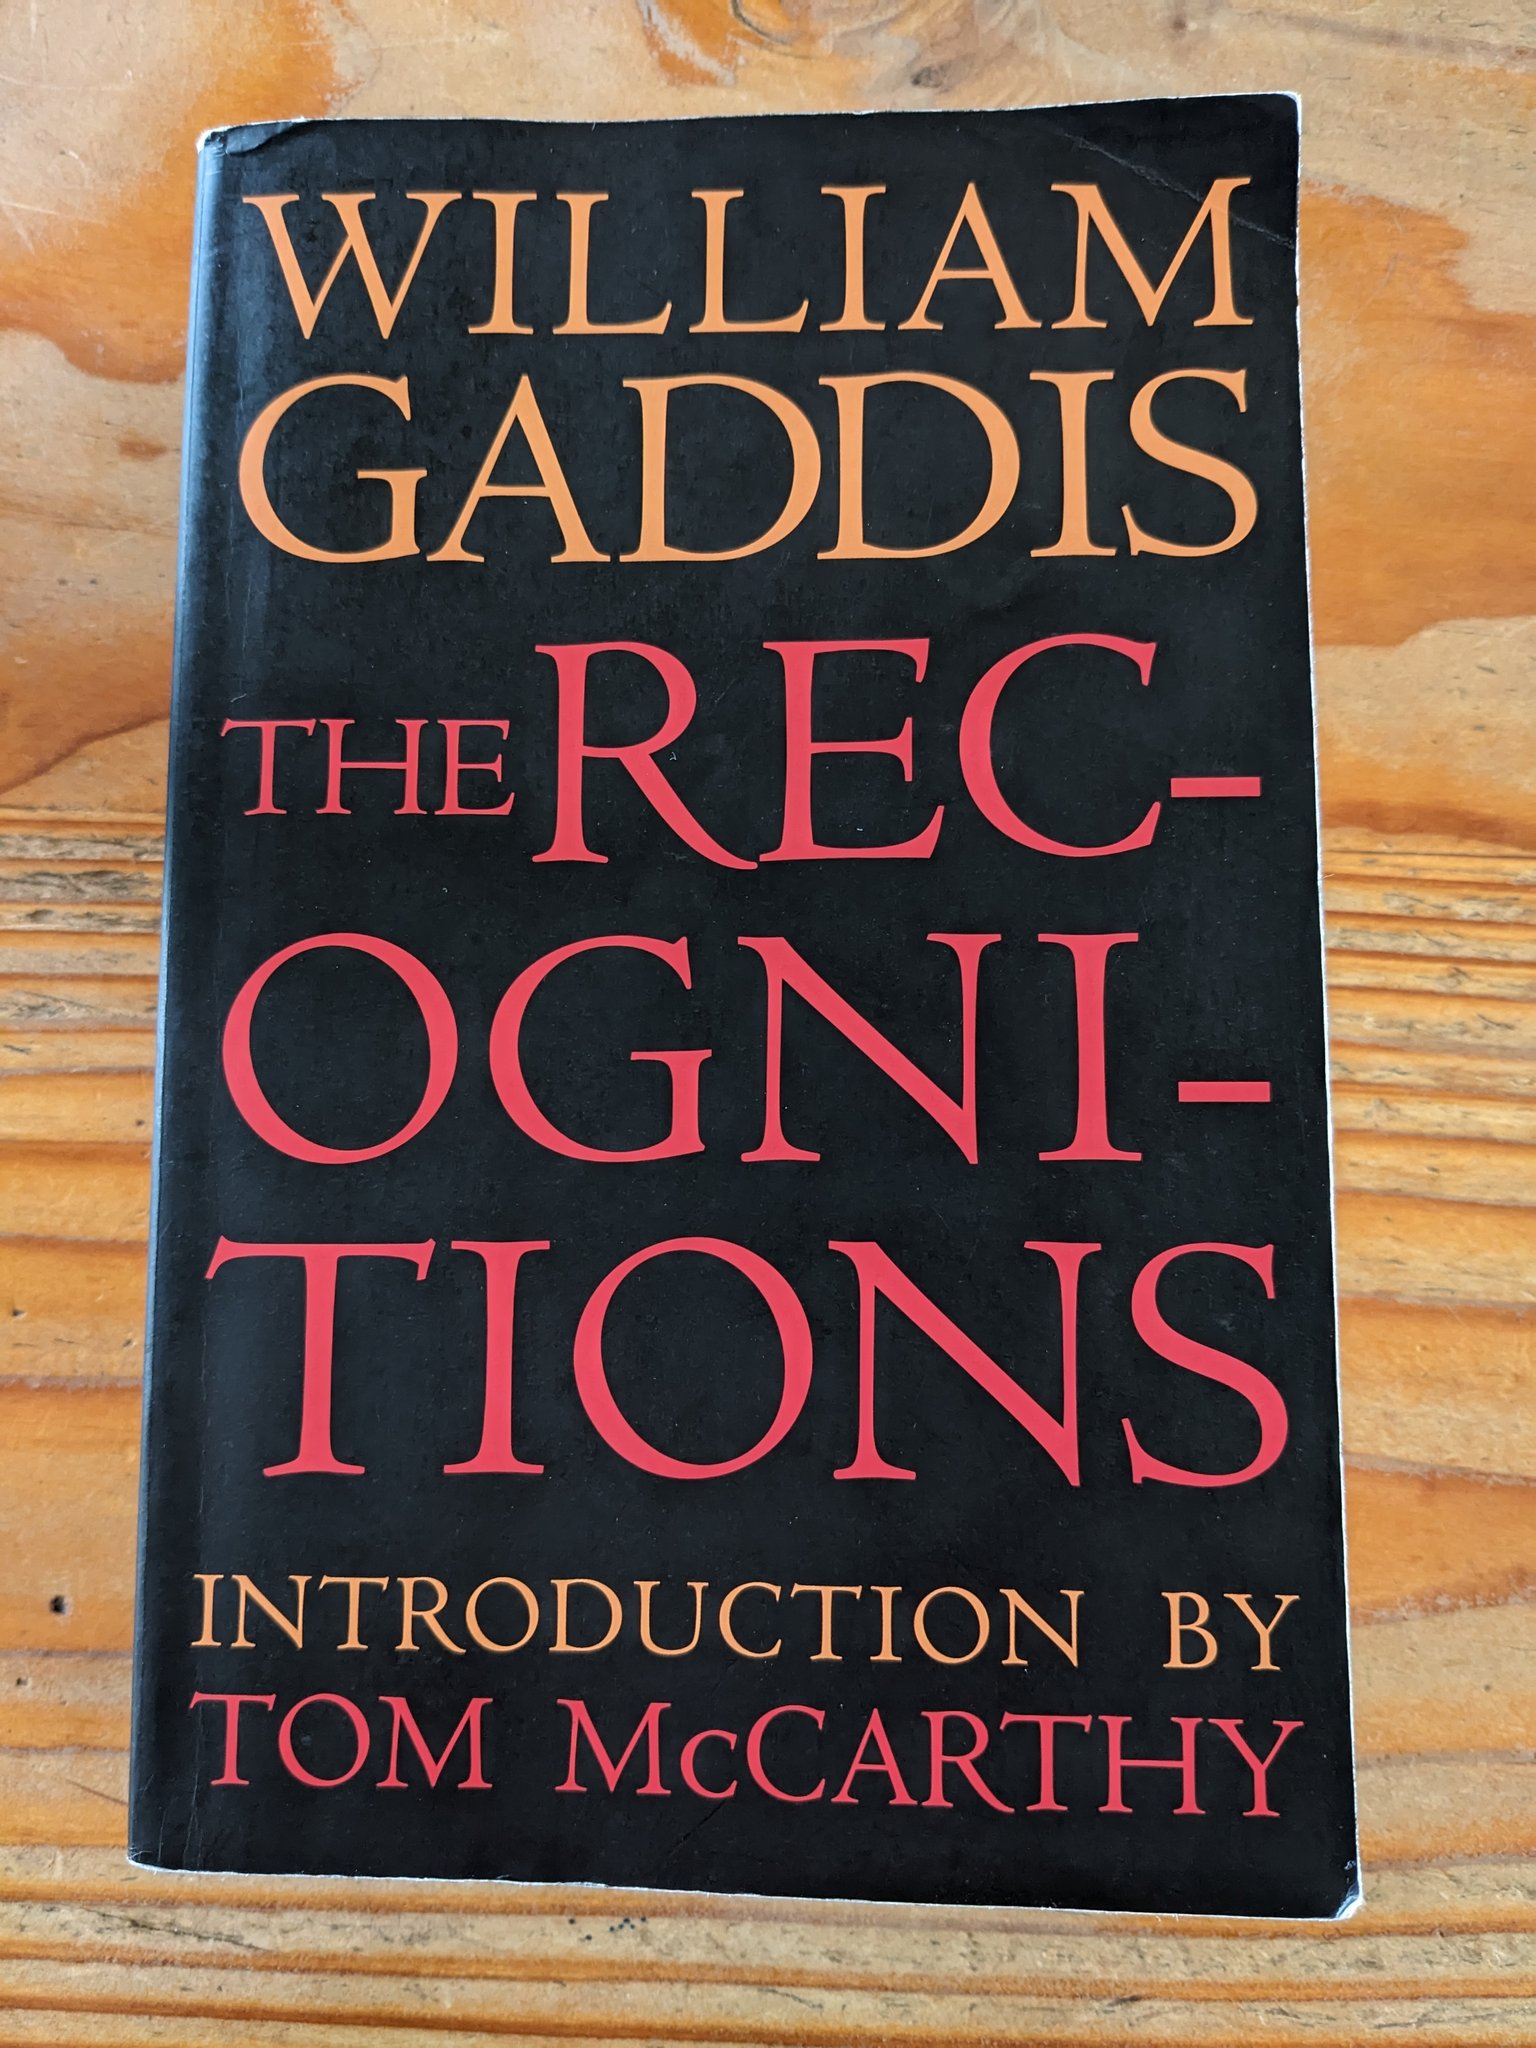 WILLIAM
GADDIS
THE REC-
OGNI-
TIONS
INTRODUCTION BY
TOM McCARTHY